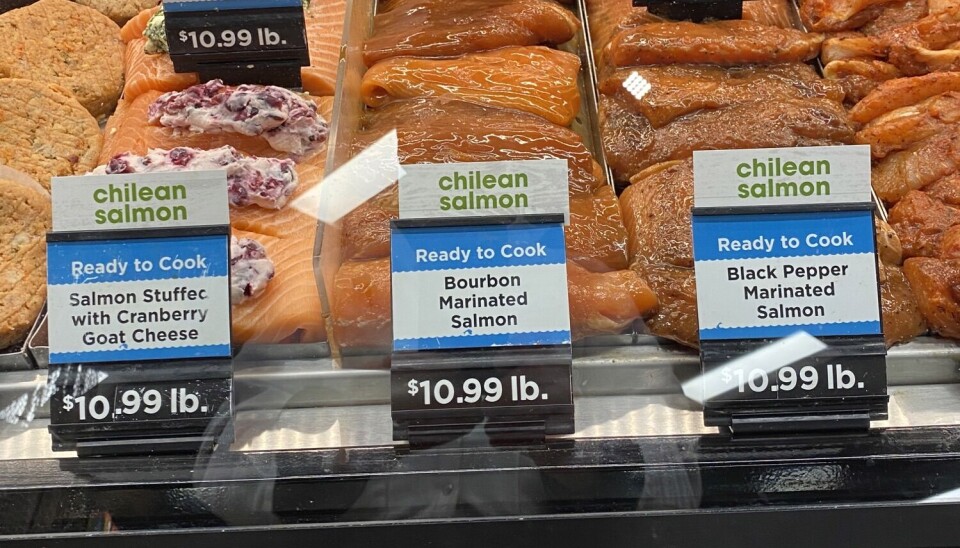 $10.99 lb.
chilean
salmon
Ready to Cook
Salmon Stuffed
with Cranberry
Goat Cheese
$10.99 lb.
chilean
salmon
Ready to Cook
Bourbon
Marinated
Salmon
$10.99 lb.
chilean
salmon
Ready to Cook
Black Pepper
Marinated
Salmon
$10.99 lb.